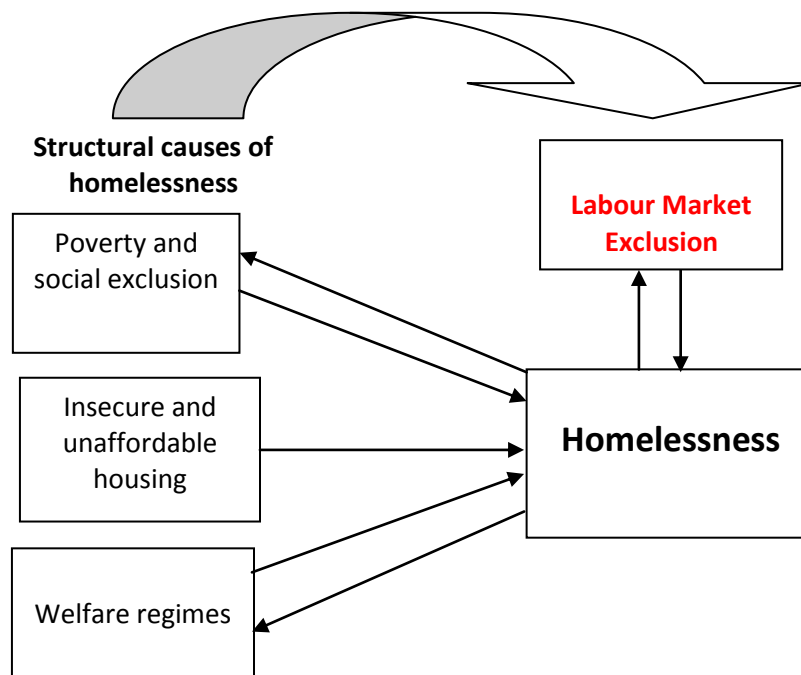 Structural causes of
homelessness
Labour Market
Exclusion
Poverty and
social exclusion
Insecure and
unaffordable
housing
Homelessness
Welfare regimes